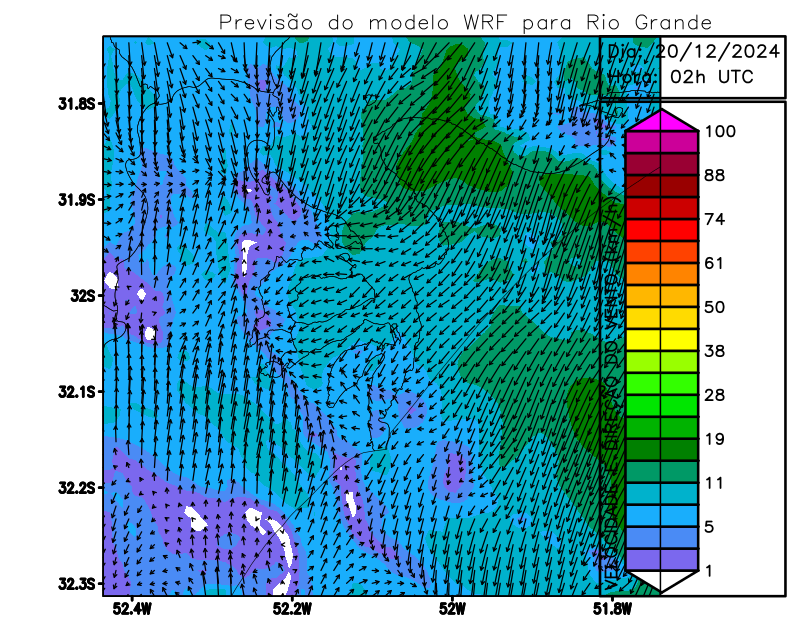 Previsão do modelo WRF para Rio Grande
Dia: 20/12/2024
Hora: 02h UTC
31.8S
31.9S
32S
32.1S
32.2S
32.3S
52.4W
52.2W
52W
51.8W
100
88
74
61
50
38
28
19
11
5
1
VELOCIDADE E DIREÇÃO DO VENTO (km/h)